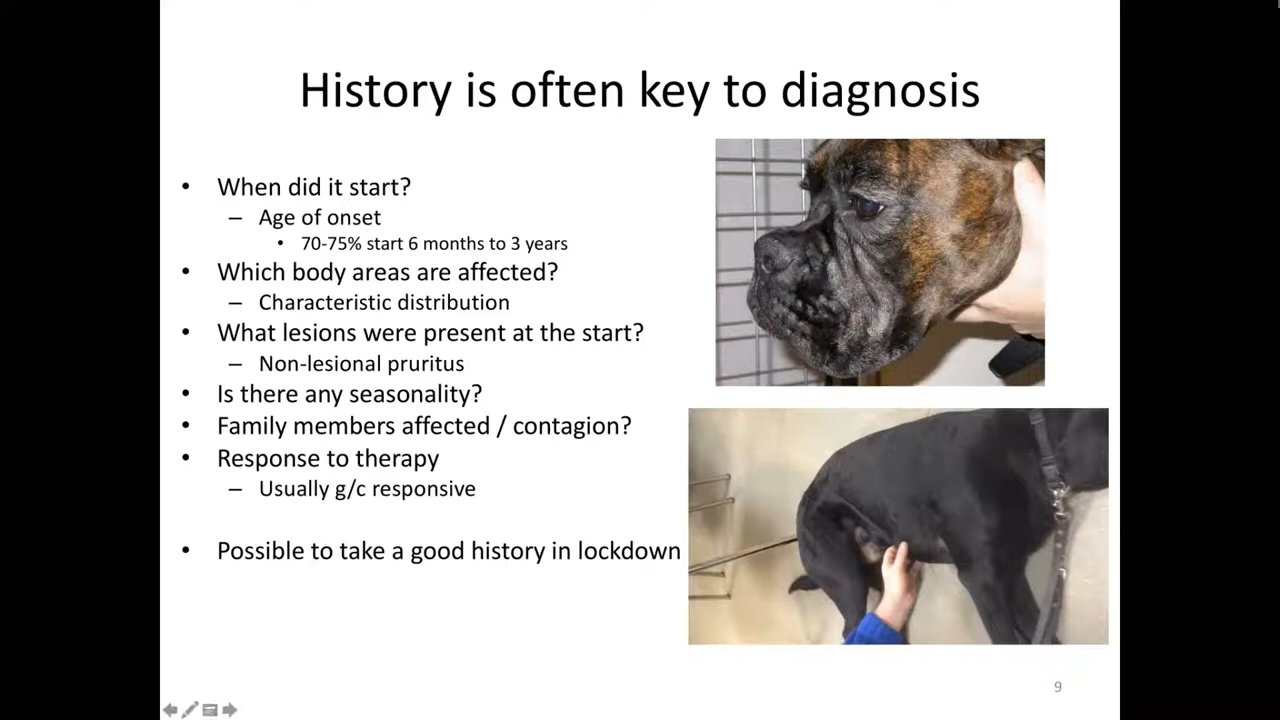 History is often key to diagnosis
• When did it start?
– Age of onset
• 70-75% start 6 months to 3 years
• Which body areas are affected?
– Characteristic distribution
• What lesions were present at the start?
– Non-lesional pruritus
• Is there any seasonality?
• Family members affected / contagion?
• Response to therapy
– Usually g/c responsive
• Possible to take a good history in lockdown
9